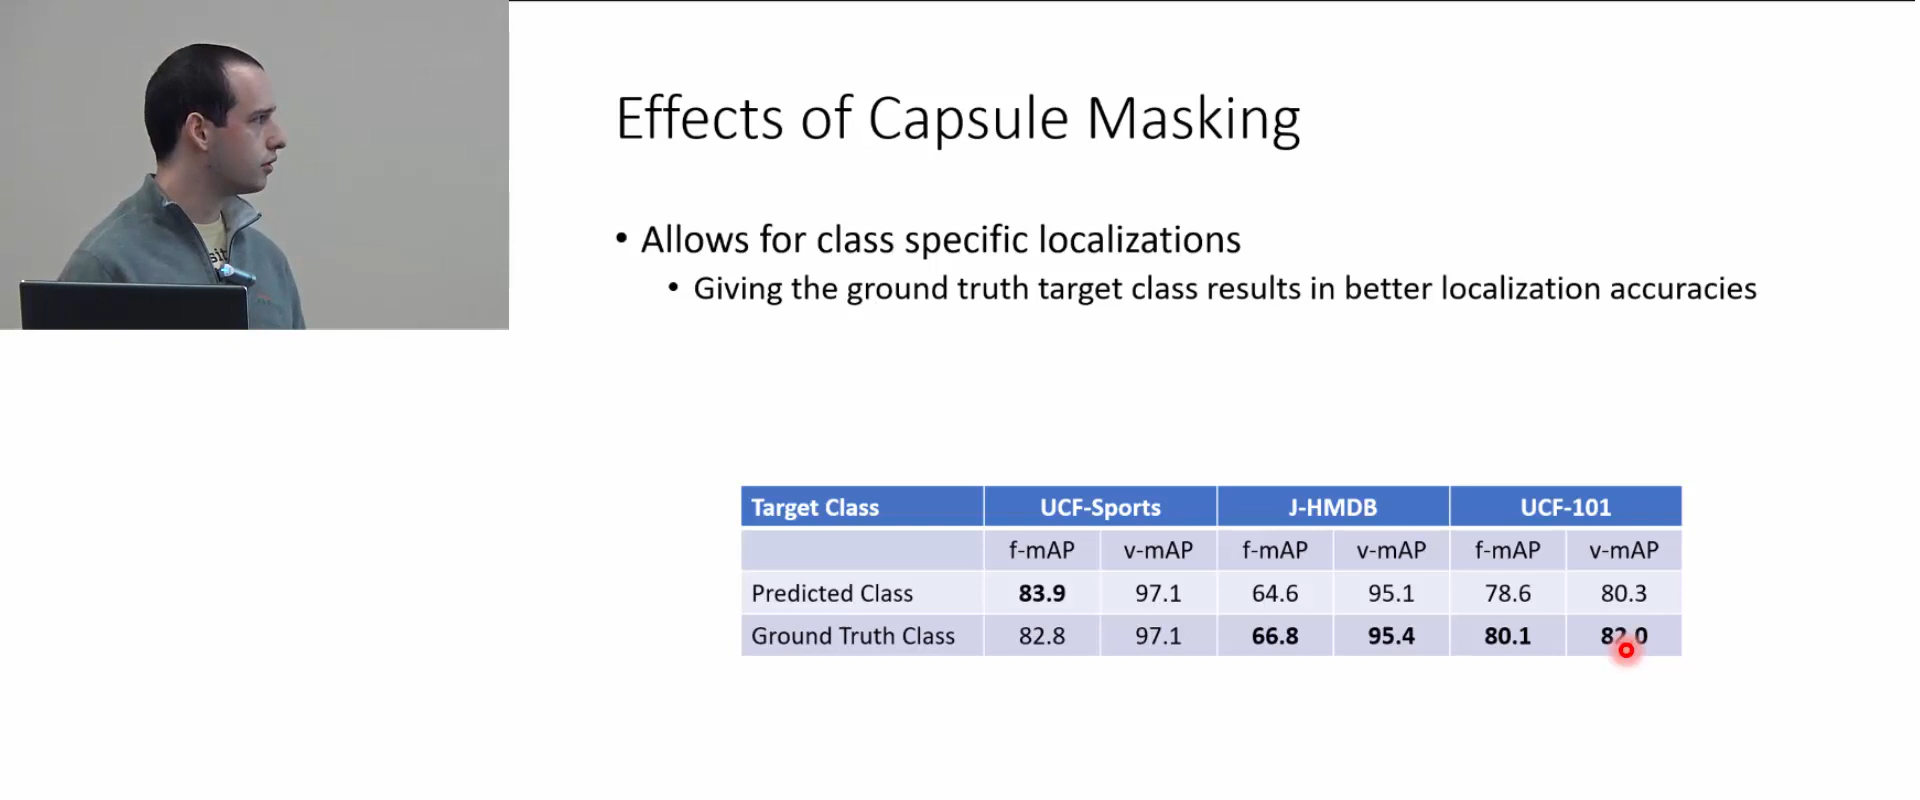 Effects of Capsule Masking
• Allows for class specific localizations
• Giving the ground truth target class results in better localization accuracies
Target Class UCF-Sports J-HMDB UCF-101
f-mAP v-mAP f-mAP v-mAP f-mAP v-mAP
Predicted Class 83.9 97.1 64.6 95.1 78.6 80.3
Ground Truth Class 82.8 97.1 66.8 95.4 80.1 82.0